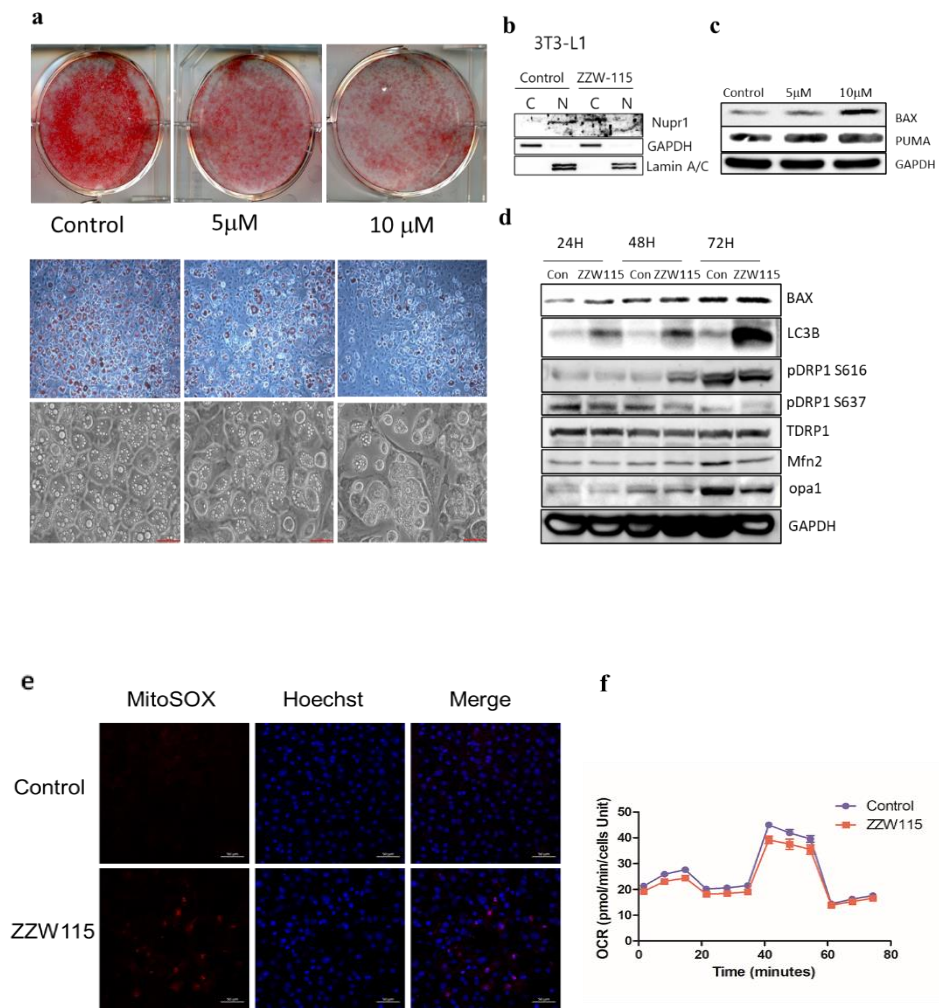 a
Control
5μM
10 μM
b
3T3-L1
Control ZZW-115
C N C N
Nupr1
GAPDH
Lamin A/C
c
Control 5μM 10μM
BAX
PUMA
GAPDH
d
24H 48H 72H
Con ZZW115 Con ZZW115 Con ZZW115
BAX
LC3B
pDRP1 S616
pDRP1 S637
TDRP1
Mfn2
opa1
GAPDH
e
MitoSOX Hoechst Merge
Control
ZZW115
f
Control
ZZW115
OCR (pmol/min/cells Unit)
50
40
30
20
10
0
0 20 40 60 80
Time (minutes)